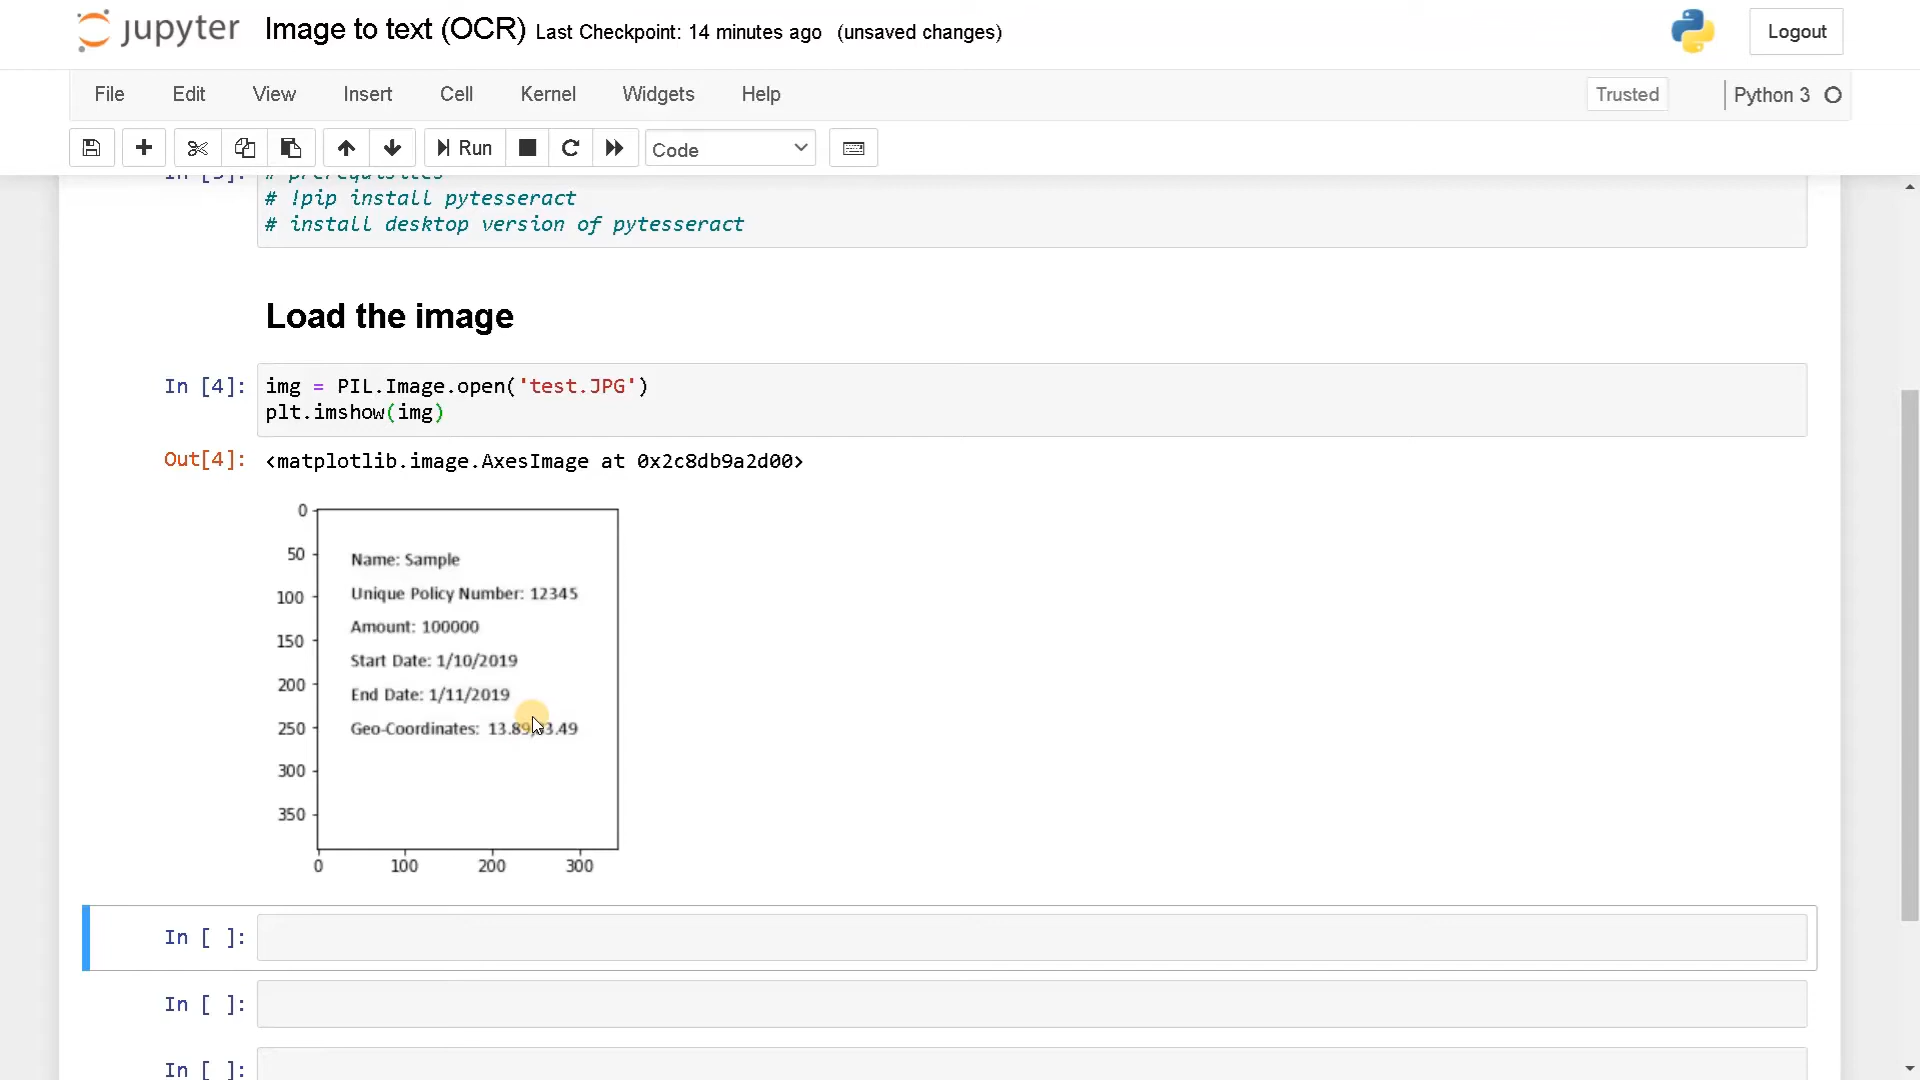 jupyter Image to text (OCR) Last Checkpoint: 14 minutes ago (unsaved changes) Logout
File Edit View Insert Cell Kernel Widgets Help Trusted Python 3
Run Code
In [3]: # prerequisites
# !pip install pytesseract
# install desktop version of pytesseract
Load the image
In [4]: img = PIL.Image.open('test.JPG')
plt.imshow(img)
Out[4]: <matplotlib.image.AxesImage at 0x2c8db9a2d00>
0
50
Name: Sample
100
Unique Policy Number: 12345
Amount: 100000
150
Start Date: 1/10/2019
200
End Date: 1/11/2019
250
Geo-Coordinates:
300
350
0 100 200 300
In [ ]:
In [ ]:
In [ ]: